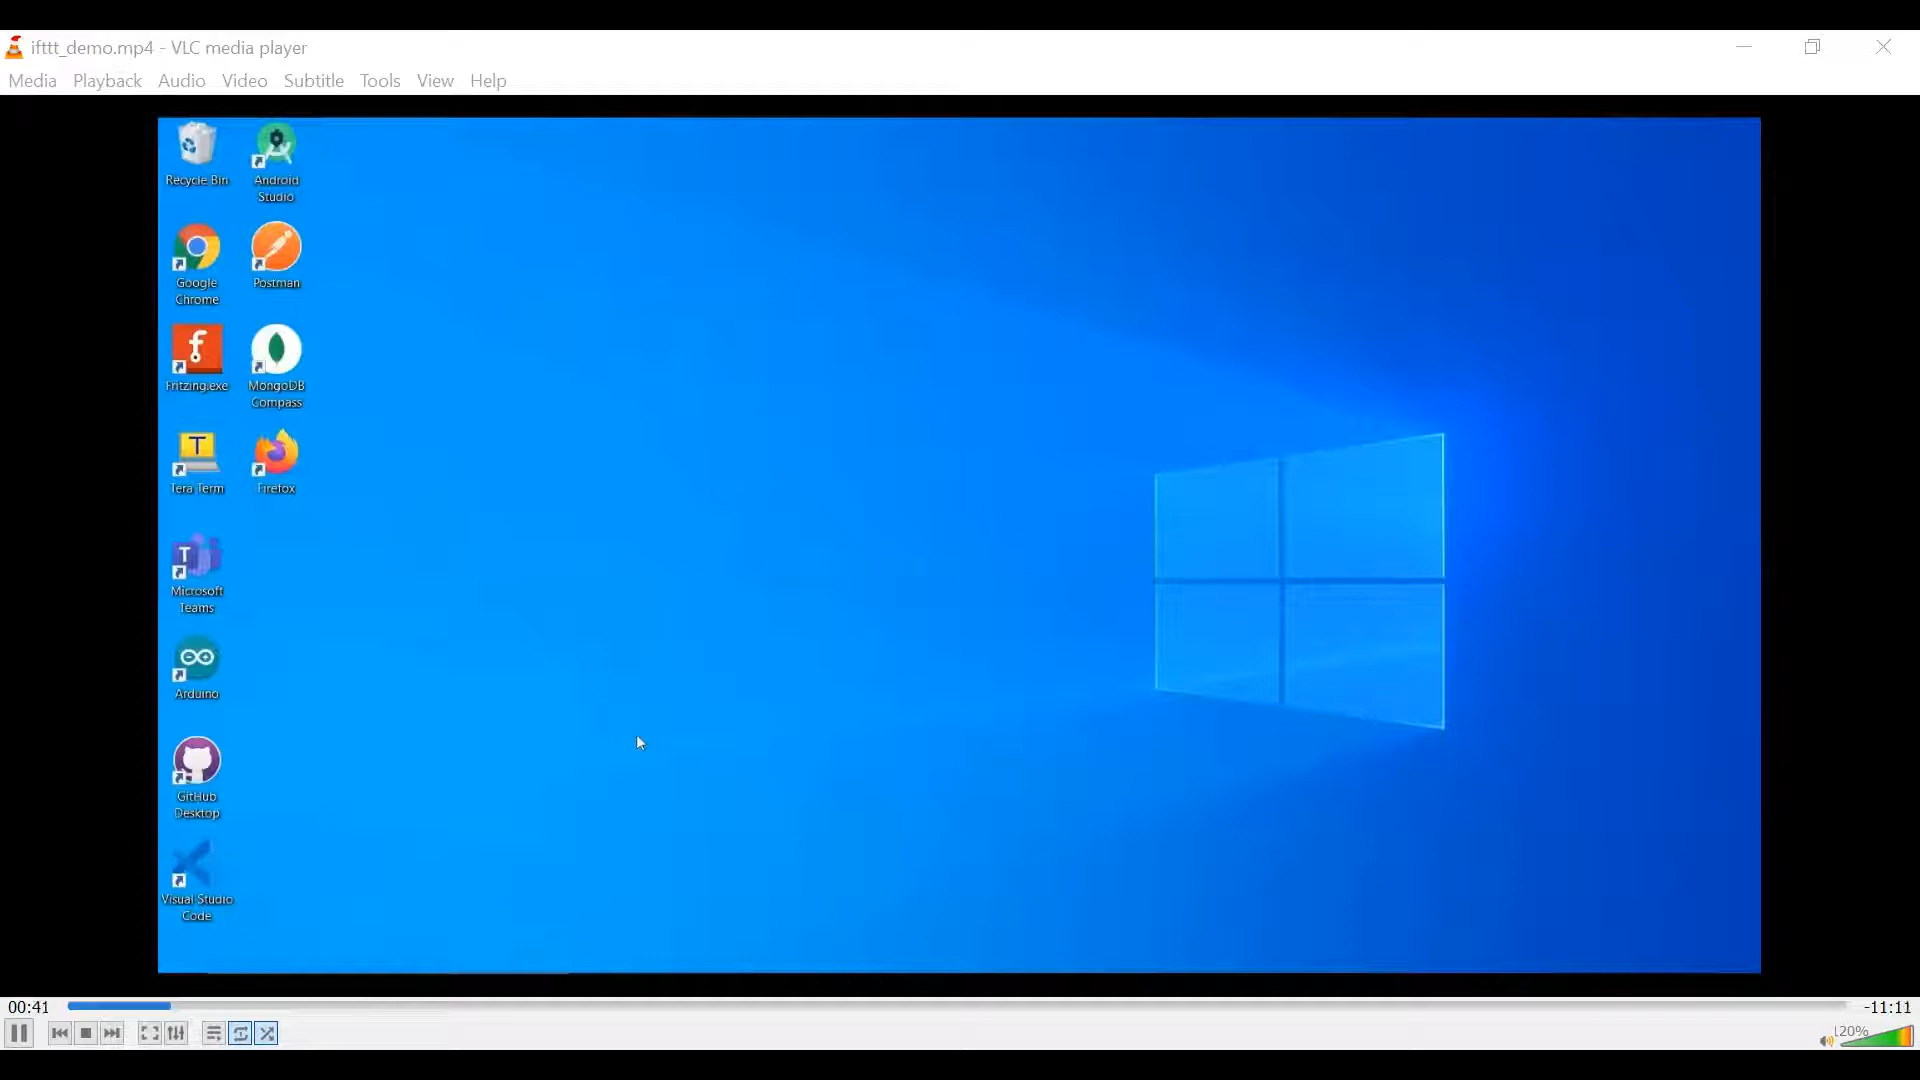 ifttt_demo.mp4 - VLC media player
Media Playback Audio Video Subtitle Tools View Help
Recycle Bin
Android
Studio
Google
Chrome
Postman
Fritzing.exe
MongoDB
Compass
Tera Term
Firefox
Microsoft
Teams
Arduino
GitHub
Desktop
Visual Studio
Code
00:41
-11:11
120%